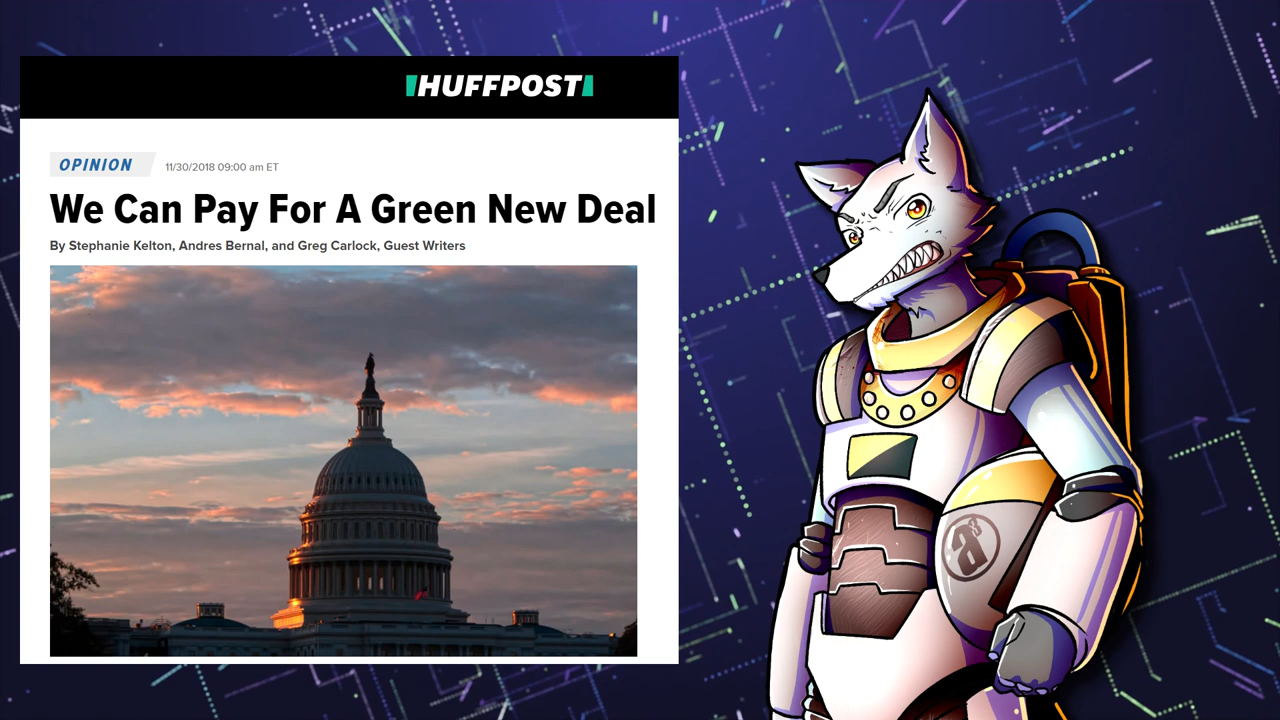 HUFFPOST
OPINION 11/30/2018 09:00 am ET
We Can Pay For A Green New Deal
By Stephanie Kelton, Andres Bernal, and Greg Carlock, Guest Writers